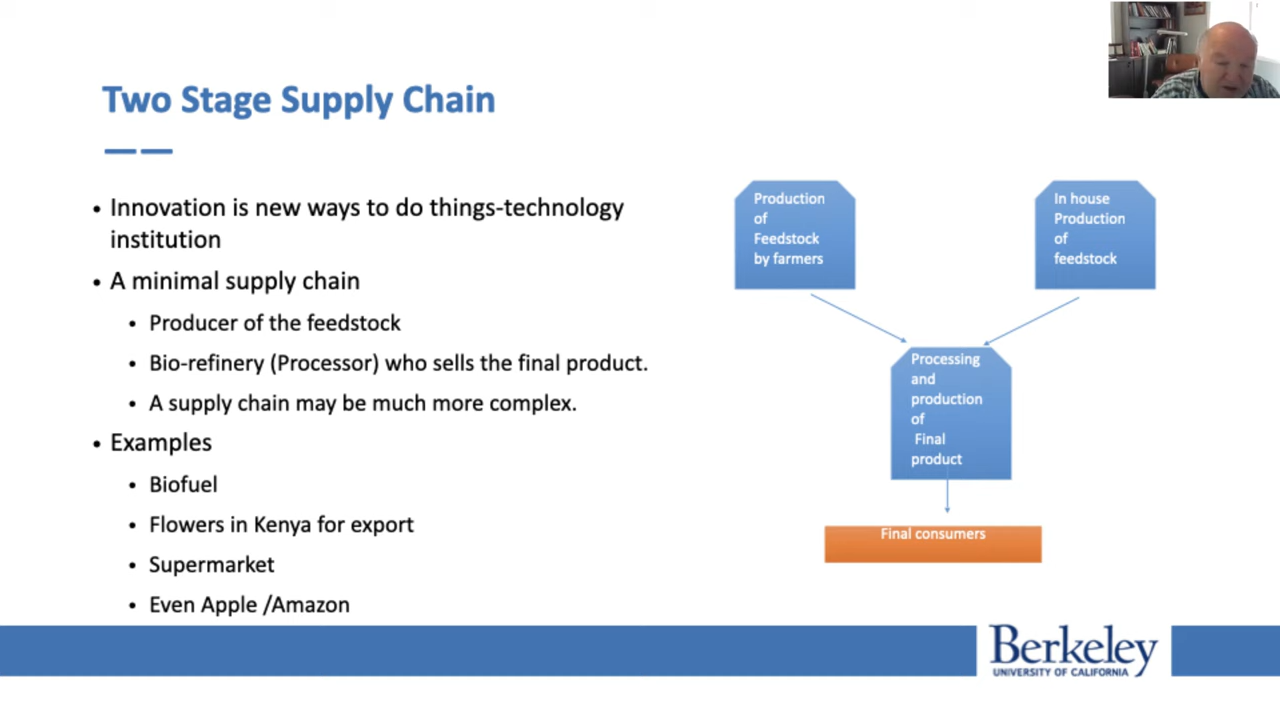 Two Stage Supply Chain
• Innovation is new ways to do things-technology
institution
• A minimal supply chain
• Producer of the feedstock
• Bio-refinery (Processor) who sells the final product.
• A supply chain may be much more complex.
• Examples
• Biofuel
• Flowers in Kenya for export
• Supermarket
• Even Apple /Amazon
Production
of
Feedstock
by farmers
In house
Production
of
feedstock
Processing
and
production
of
Final
product
Final consumers
Berkeley
UNIVERSITY OF CALIFORNIA